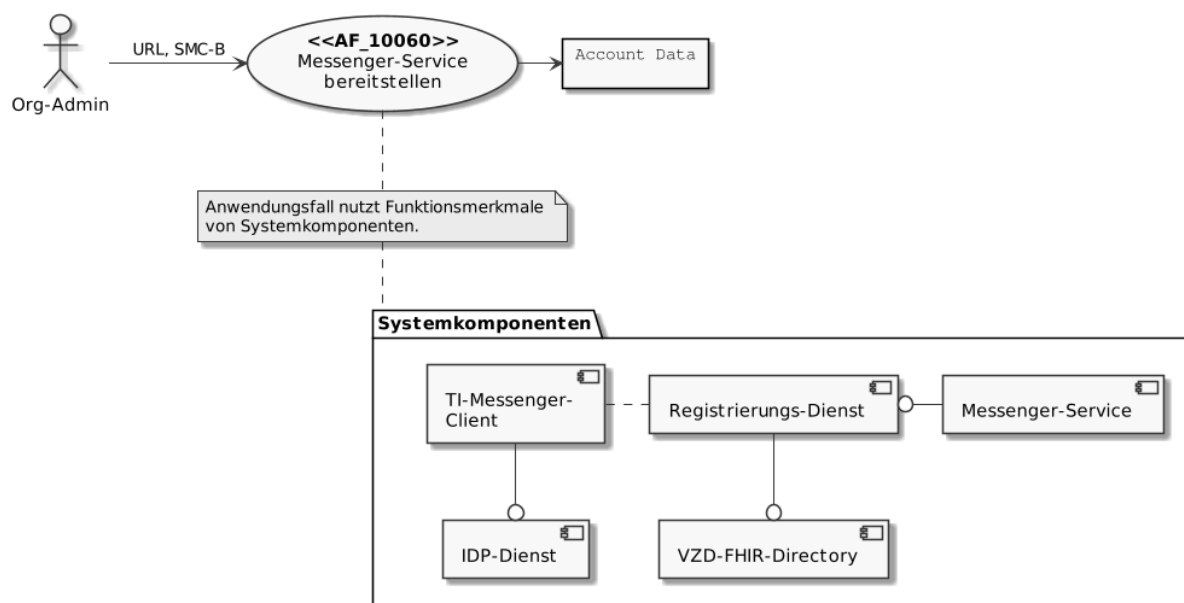 URL, SMC-B
Org-Admin
<<AF_10060>>
Messenger-Service
bereitstellen
Account Data
Anwendungsfall nutzt Funktionsmerkmale
von Systemkomponenten.
Systemkomponenten
TI-Messenger-
Client
Registrierungs-Dienst
Messenger-Service
IDP-Dienst
VZD-FHIR-Directory